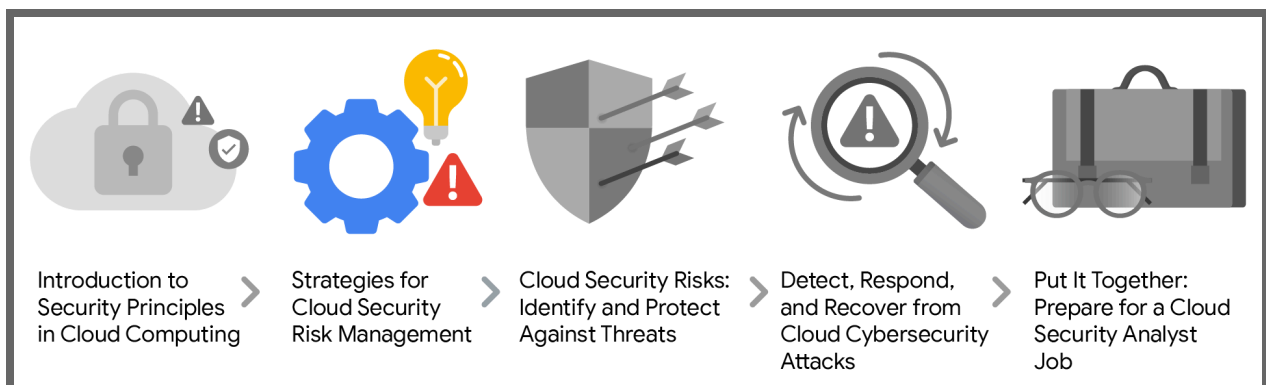 Introduction to
Security Principles
in Cloud Computing
Strategies for
Cloud Security
Risk Management
Cloud Security Risks:
Identify and Protect
Against Threats
Detect, Respond,
and Recover from
Cloud Cybersecurity
Attacks
Put It Together:
Prepare for a Cloud
Security Analyst
Job